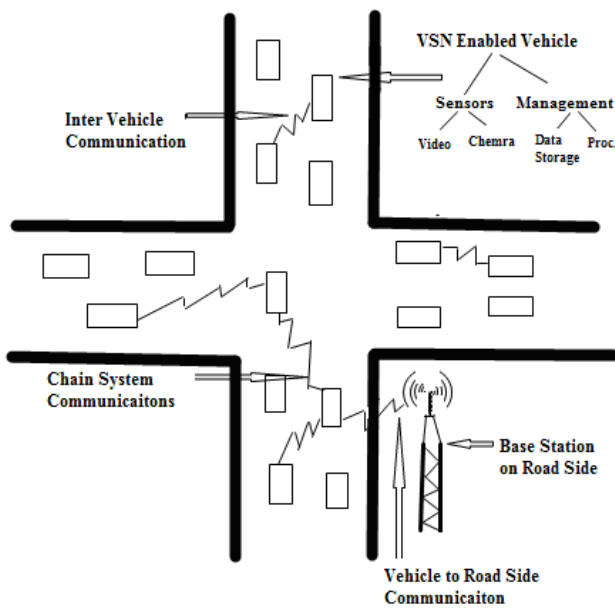 VSN Enabled Vehicle
Sensors Management
Video Chemra Data Storage Proc.
Inter Vehicle
Communication
Chain System
Communicaitons
Base Station
on Road Side
Vehicle to Road Side
Communicaiton